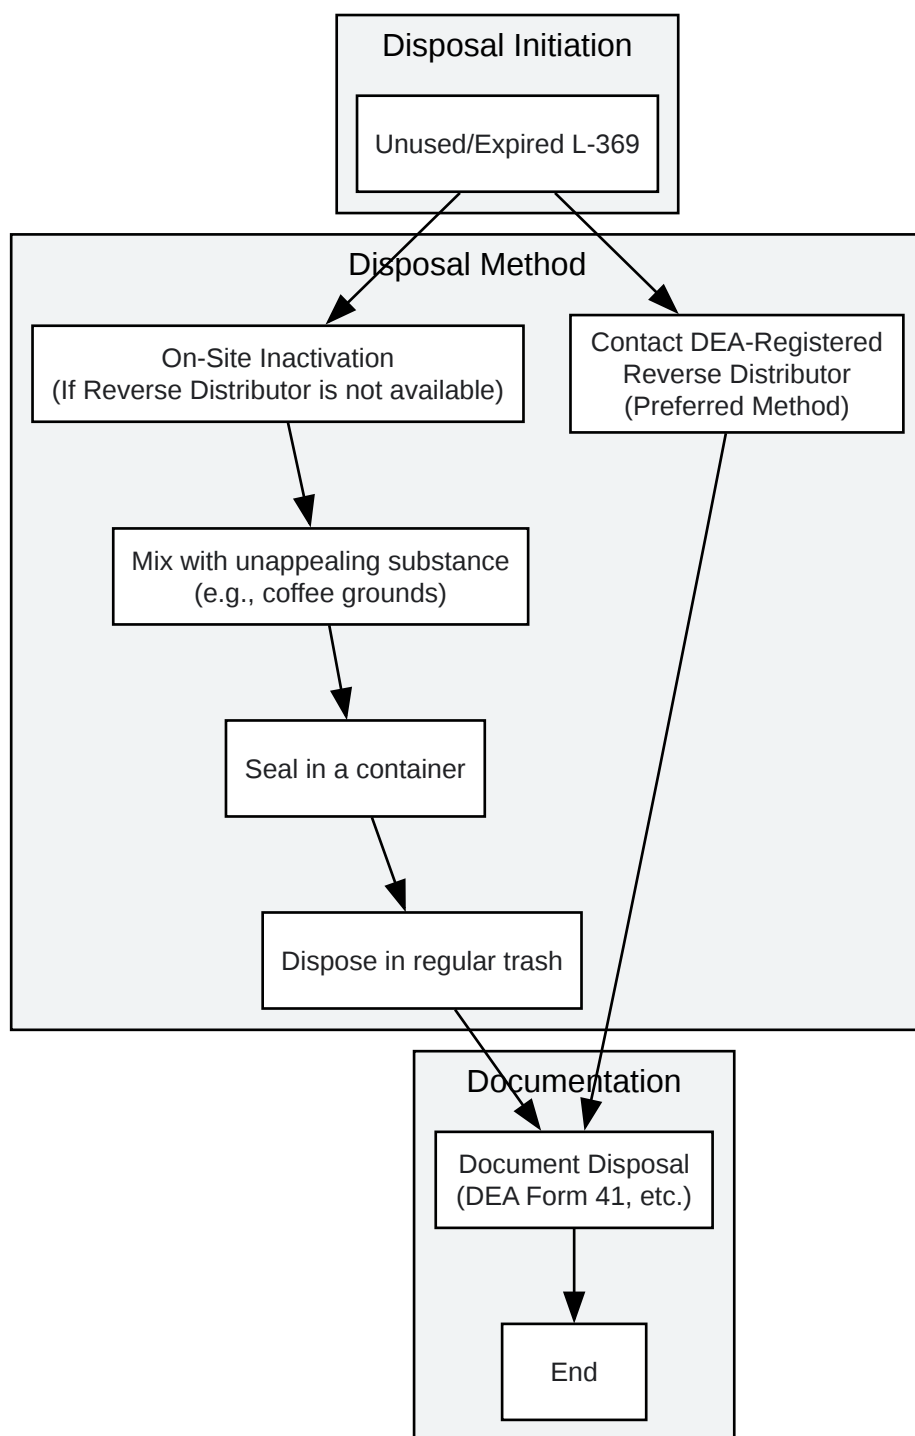 Disposal Initiation
Unused/Expired L-369
Disposal Method
On-Site Inactivation
(If Reverse Distributor is not available)
Contact DEA-Registered
Reverse Distributor
(Preferred Method)
Mix with unappealing substance
(e.g., coffee grounds)
Seal in a container
Dispose in regular trash
Documentation
Document Disposal
(DEA Form 41, etc.)
End